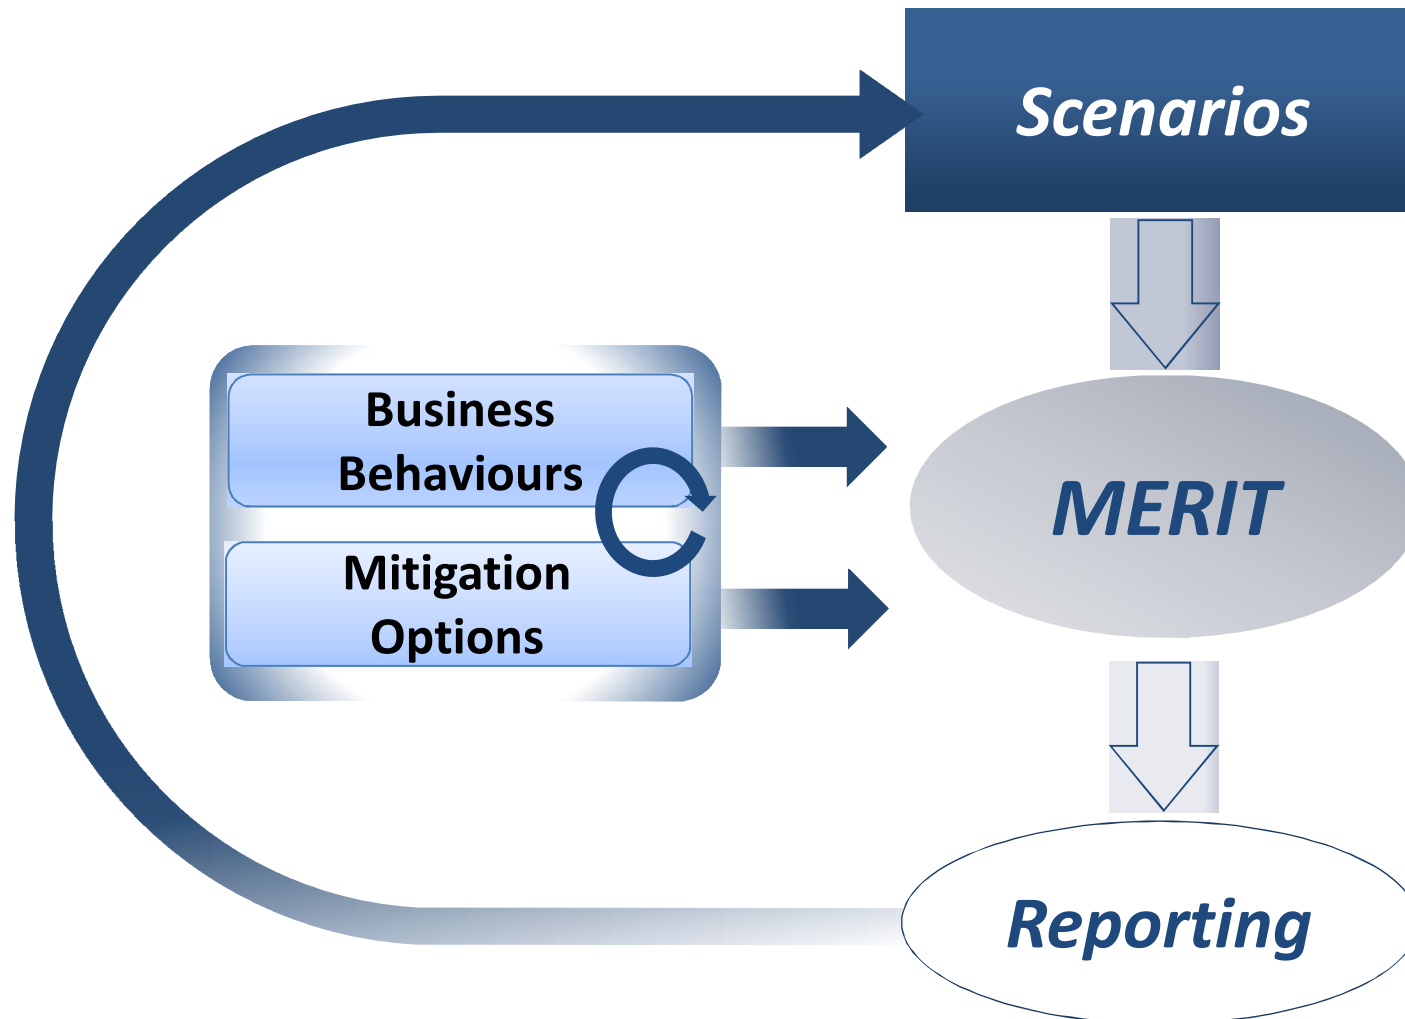 Scenarios
Business
Behaviours
MERIT
Mitigation
Options
Reporting